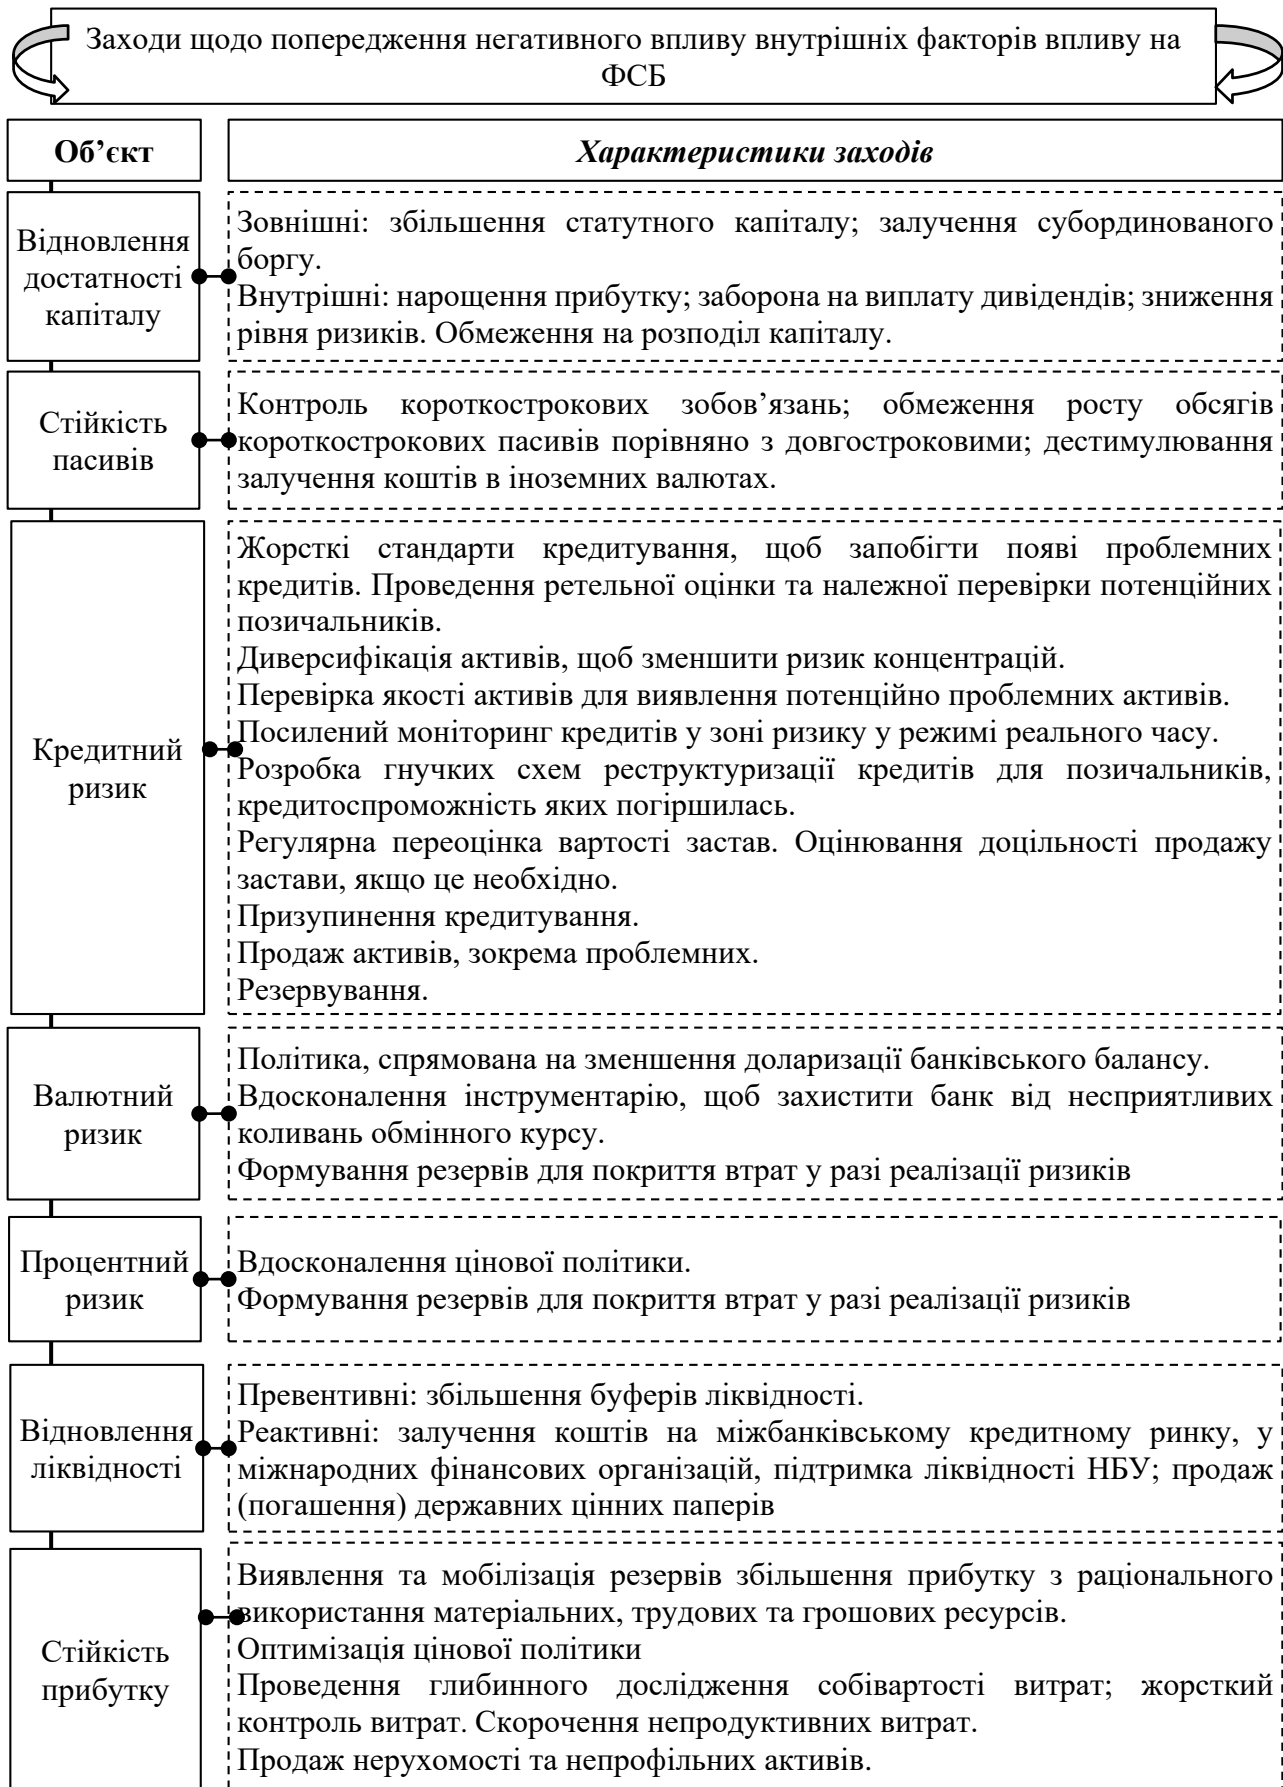 Заходи щодо попередження негативного впливу внутрішніх факторів впливу на
ФСБ
Об’єкт
Характеристики заходів
Відновлення
достатності
капіталу
Зовнішні: збільшення статутного капіталу; залучення субординованого
боргу.
Внутрішні: нарощення прибутку; заборона на виплату дивідендів; зниження
рівня ризиків. Обмеження на розподіл капіталу.
Стійкість
пасивів
Контроль короткострокових зобов’язань; обмеження росту обсягів
короткострокових пасивів порівняно з довгостроковими; дестимулювання
залучення коштів в іноземних валютах.
Кредитний
ризик
Жорсткі стандарти кредитування, щоб запобігти появі проблемних
кредитів. Проведення ретельної оцінки та належної перевірки потенційних
позичальників.
Диверсифікація активів, щоб зменшити ризик концентрацій.
Перевірка якості активів для виявлення потенційно проблемних активів.
Посилений моніторинг кредитів у зоні ризику у режимі реального часу.
Розробка гнучких схем реструктуризації кредитів для позичальників,
кредитоспроможність яких погіршилась.
Регулярна переоцінка вартості застав. Оцінювання доцільності продажу
застави, якщо це необхідно.
Призупинення кредитування.
Продаж активів, зокрема проблемних.
Резервування.
Валютний
ризик
Політика, спрямована на зменшення доларизації банківського балансу.
Вдосконалення інструментарію, щоб захистити банк від несприятливих
коливань обмінного курсу.
Формування резервів для покриття втрат у разі реалізації ризиків
Процентний
ризик
Вдосконалення цінової політики.
Формування резервів для покриття втрат у разі реалізації ризиків
Відновлення
ліквідності
Превентивні: збільшення буферів ліквідності.
Реактивні: залучення коштів на міжбанківському кредитному ринку, у
міжнародних фінансових організацій, підтримка ліквідності НБУ; продаж
(погашення) державних цінних паперів
Стійкість
прибутку
Виявлення та мобілізація резервів збільшення прибутку з раціонального
використання матеріальних, трудових та грошових ресурсів.
Оптимізація цінової політики
Проведення глибинного дослідження собівартості витрат; жорсткий
контроль витрат. Скорочення непродуктивних витрат.
Продаж нерухомості та непрофільних активів.